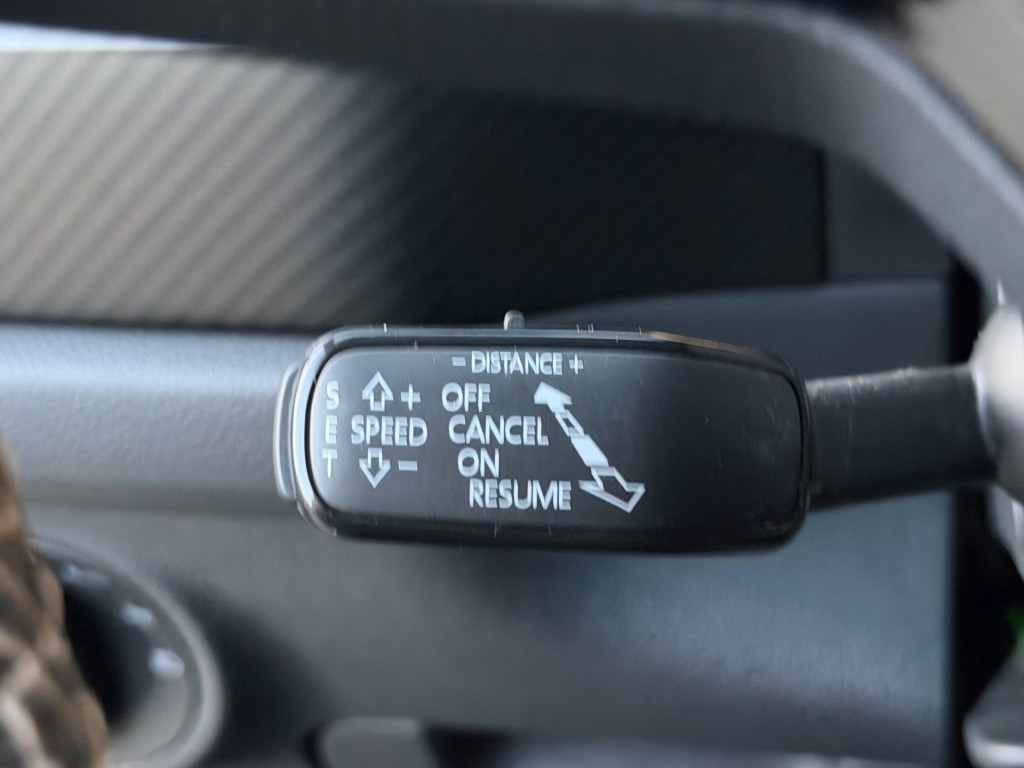 - DISTANCE +
S + OFF
E SPEED CANCEL
T - ON
RESUME